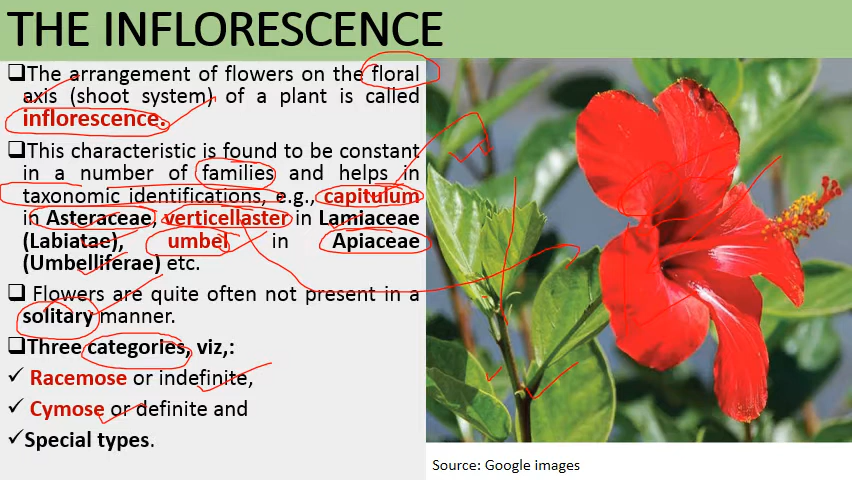 THE INFLORESCENCE
❑The arrangement of flowers on the floral
axis (shoot system) of a plant is called
inflorescence.
❑This characteristic is found to be constant
in a number of families and helps in
taxonomic identifications, e.g., capitulum
in Asteraceae, verticellaster in Lamiaceae
(Labiatae), umbel in Apiaceae
(Umbelliferae) etc.
❑ Flowers are quite often not present in a
solitary manner.
❑Three categories, viz,:
✓ Racemose or indefinite,
✓ Cymose or definite and
✓Special types.
Source: Google images